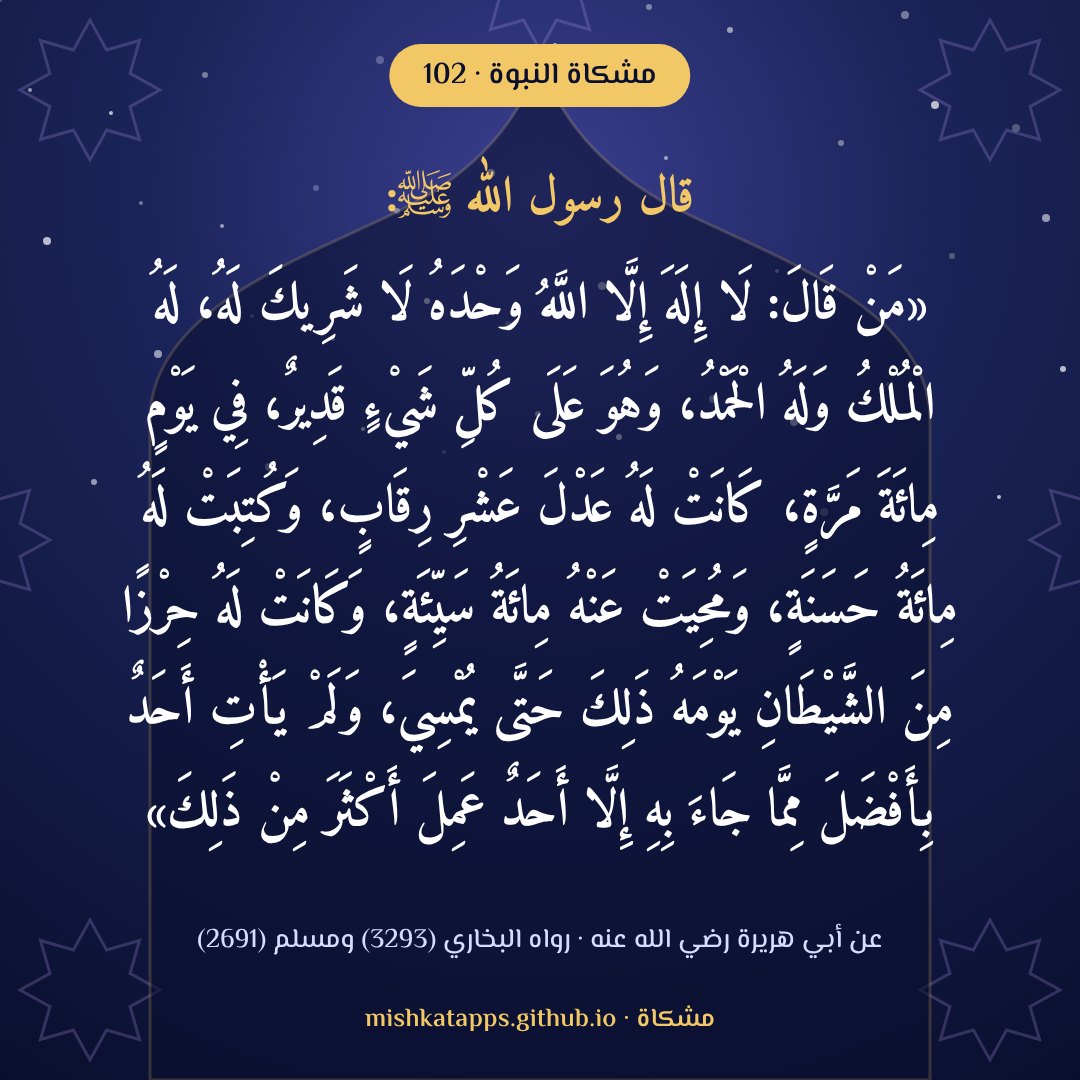 مشكاة النبوة · 102
قال رسول الله ﷺ:
«مَنْ قَالَ: لَا إِلَهَ إِلَّا اللَّهُ وَحْدَهُ لَا شَرِيكَ لَهُ، لَهُ
الْمُلْكُ وَلَهُ الْحَمْدُ، وَهُوَ عَلَى كُلِّ شَيْءٍ قَدِيرٌ، فِي يَوْمٍ
مِائَةَ مَرَّةٍ، كَانَتْ لَهُ عَدْلَ عَشْرِ رِقَابٍ، وَكُتِبَتْ لَهُ
مِائَةُ حَسَنَةٍ، وَمُحِيَتْ عَنْهُ مِائَةُ سَيِّئَةٍ، وَكَانَتْ لَهُ حِرْزًا
مِنَ الشَّيْطَانِ يَوْمَهُ ذَلِكَ حَتَّى يُمْسِيَ، وَلَمْ يَأْتِ أَحَدٌ
بِأَفْضَلَ مِمَّا جَاءَ بِهِ إِلَّا أَحَدٌ عَمِلَ أَكْثَرَ مِنْ ذَلِكَ»
عن أبي هريرة رضي الله عنه · رواه البخاري (3293) ومسلم (2691)
مشكاة · mishkatapps.github.io